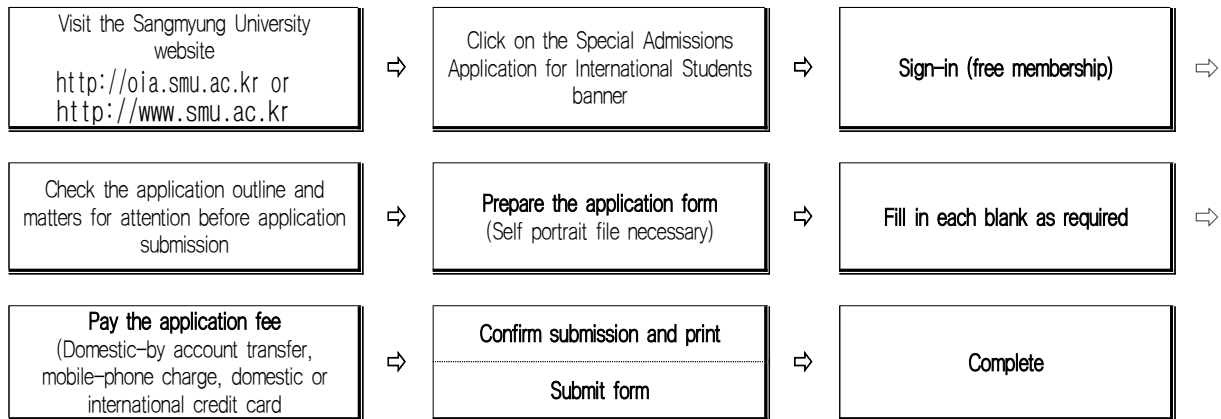 Visit the Sangmyung University
website
http://oia.smu.ac.kr or
http://www.smu.ac.kr
⇨
Click on the Special Admissions
Application for International Students
banner
⇨
Sign-in (free membership)
⇨
Check the application outline and
matters for attention before application
submission
⇨
Prepare the application form
(Self portrait file necessary)
⇨
Fill in each blank as required
⇨
Pay the application fee
(Domestic-by account transfer,
mobile-phone charge, domestic or
international credit card
⇨
Confirm submission and print
Submit form
⇨
Complete